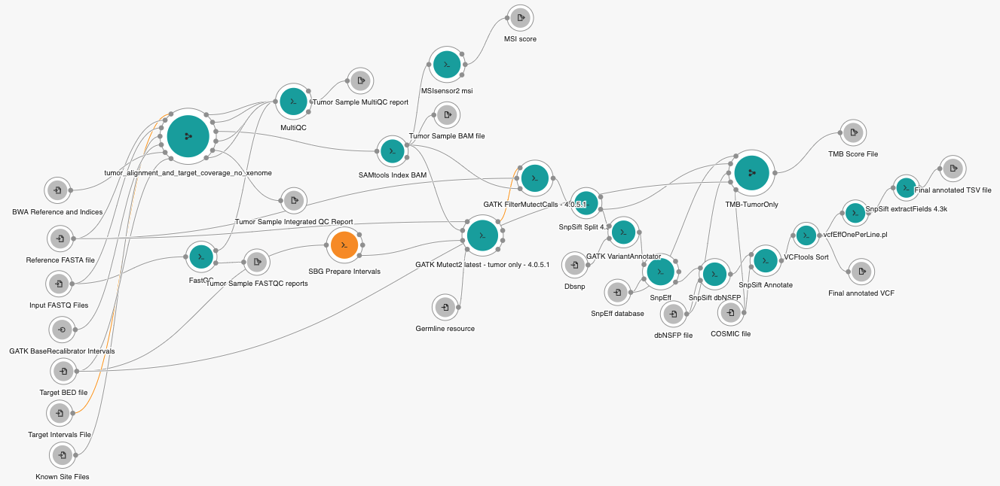 MSI score
MSIsensor2 msi
Tumor Sample MultiQC report
MultiQC
Tumor Sample BAM file
TMB Score File
tumor_alignment_and_target_coverage_no_xenome
SAMtools Index BAM
Final annotated TSV file
BWA Reference and Indices
GATK FilterMutectCalls - 4.0.5.1-
TMB-TumorOnly
SnpSift extractFields 4.3k
Tumor Sample Integrated QC Report
SnpSift Split 4.3
vcfEffOnePerLine.pl
Reference FASTA file
GATK VariantAnnotator
VCFtools Sort
GATK Mutect2 latest - tumor only - 4.0.5.1
SBG Prepare Intervals
FastQC
Tumor Sample FASTQC reports
Dbsnp
SnpSift Annotate
Final annotated VCF
SnpEff
SnpSift dbNSFP
Input FASTQ Files
SnpEff database
Germline resource
dbNSFP file
COSMIC file
GATK BaseRecalibrator Intervals
Target BED file
Target Intervals File
Known Site Files